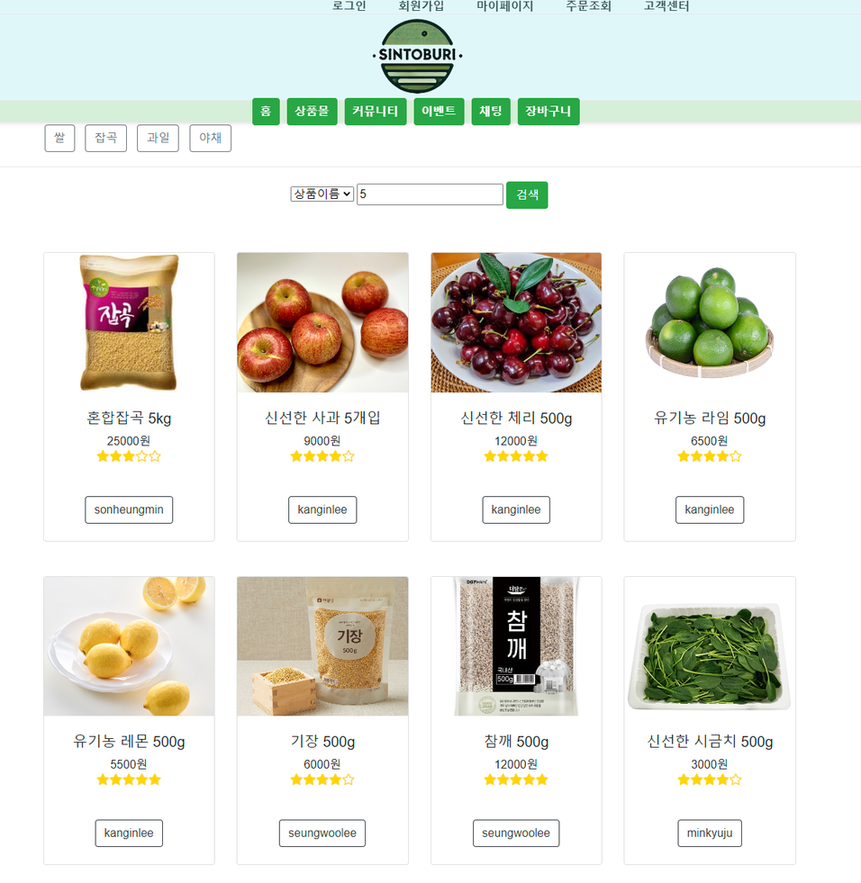 로그인 회원가입 마이페이지 주문조회 고객센터
SINTOBURI
홈 상품몰 커뮤니티 이벤트 채팅 장바구니
쌀 잡곡 과일 야채
상품이름 5 검색
잡곡
혼합잡곡 5kg
25000원
sonheungmin
신선한 사과 5개입
9000원
kanginlee
신선한 체리 500g
12000원
kanginlee
유기농 라임 500g
6500원
kanginlee
유기농 레몬 500g
5500원
kanginlee
기장
500g
기장 500g
6000원
seungwoolee
참깨
국내산
500g
참깨 500g
12000원
seungwoolee
신선한 시금치 500g
3000원
minkyuju